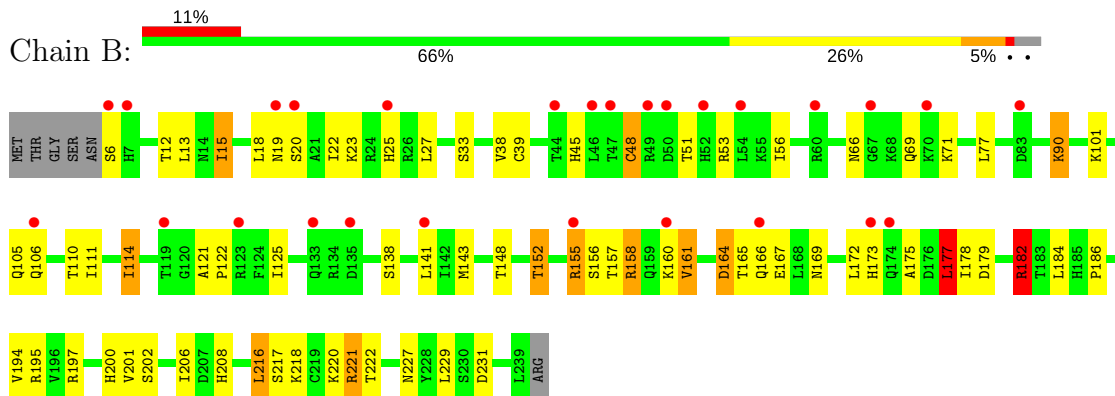 11%
Chain B:
66% 26% 5% • •
MET THR GLY SER ASN S6 H7 T12 L13 N14 I15 L18 N19 S20 A21 I22 K23 R24 H25 R26 L27 S33 V38 C39 T44 H45 L46 T47 C48 R49 D50 T51 H52 R53 L54 K55 I56 R60 N66 G67 K68 Q69 K70 K71 L77 D83 K90 K101
Q105 Q106 T110 I111 I114 T119 G120 A121 P122 R123 F124 I125 Q133 R134 D135 S138 L141 I142 M143 T148 T152 R155 S156 T157 R158 Q159 K160 V161 D164 T165 Q166 E167 L168 N169 L172 H173 Q174 A175 D176 L177 I178 D179 R182 T183 L184 H185 P186
V194 R195 V196 R197 H200 V201 S202 I206 D207 H208 L216 S217 K218 C219 K220 R221 T222 N227 Y228 L229 S230 D231 L239 ARG